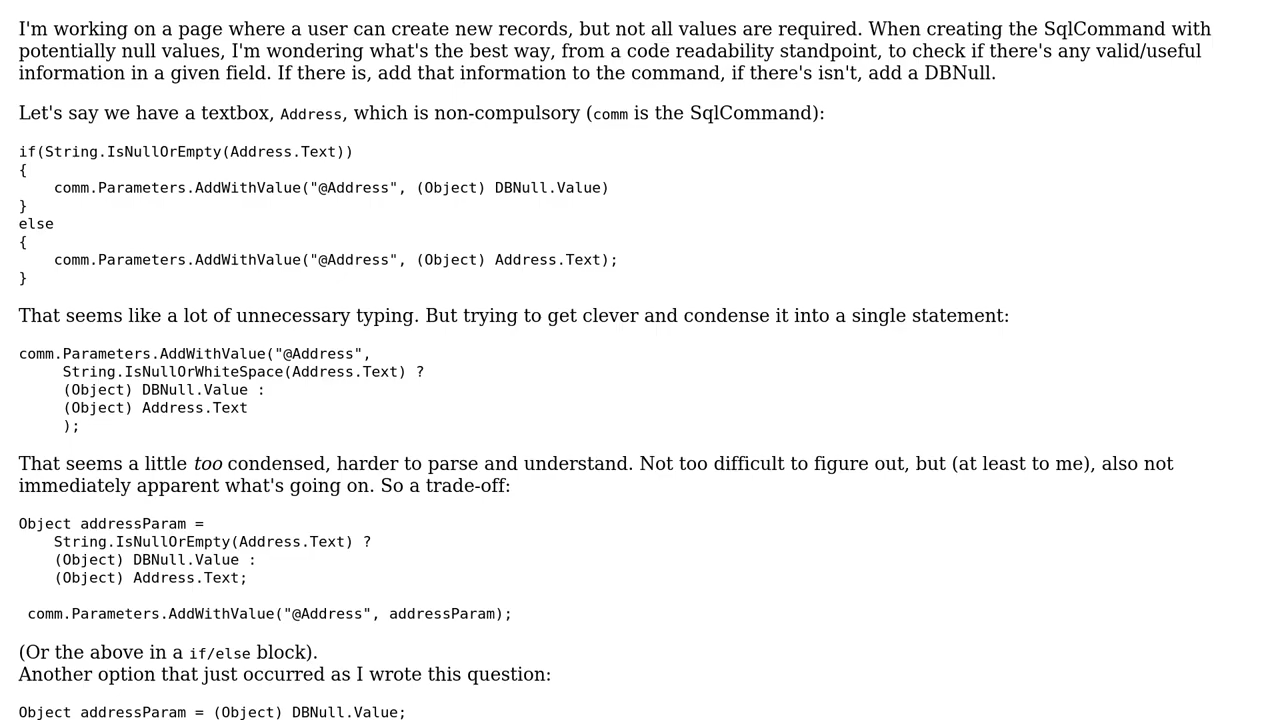 I'm working on a page where a user can create new records, but not all values are required. When creating the SqlCommand with
potentially null values, I'm wondering what's the best way, from a code readability standpoint, to check if there's any valid/useful
information in a given field. If there is, add that information to the command, if there's isn't, add a DBNull.
Let's say we have a textbox, Address, which is non-compulsory (comm is the SqlCommand):
if(String.IsNullOrEmpty(Address.Text))
{
    comm.Parameters.AddWithValue("@Address", (Object) DBNull.Value)
}
else
{
    comm.Parameters.AddWithValue("@Address", (Object) Address.Text);
}
That seems like a lot of unnecessary typing. But trying to get clever and condense it into a single statement:
comm.Parameters.AddWithValue("@Address",
     String.IsNullOrWhiteSpace(Address.Text) ?
     (Object) DBNull.Value :
     (Object) Address.Text
     );
That seems a little too condensed, harder to parse and understand. Not too difficult to figure out, but (at least to me), also not
immediately apparent what's going on. So a trade-off:
Object addressParam =
    String.IsNullOrEmpty(Address.Text) ?
    (Object) DBNull.Value :
    (Object) Address.Text;
 comm.Parameters.AddWithValue("@Address", addressParam);
(Or the above in a if/else block).
Another option that just occurred as I wrote this question:
Object addressParam = (Object) DBNull.Value;